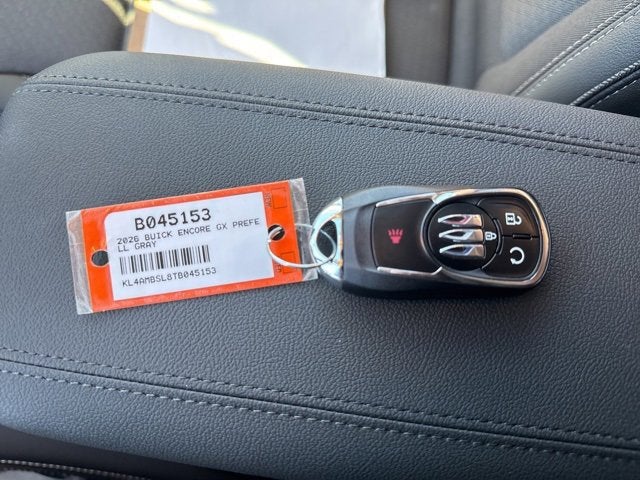 B045153
2026 BUICK ENCORE GX PREFE
LL GRAY
KL4AMBSL8TB045153